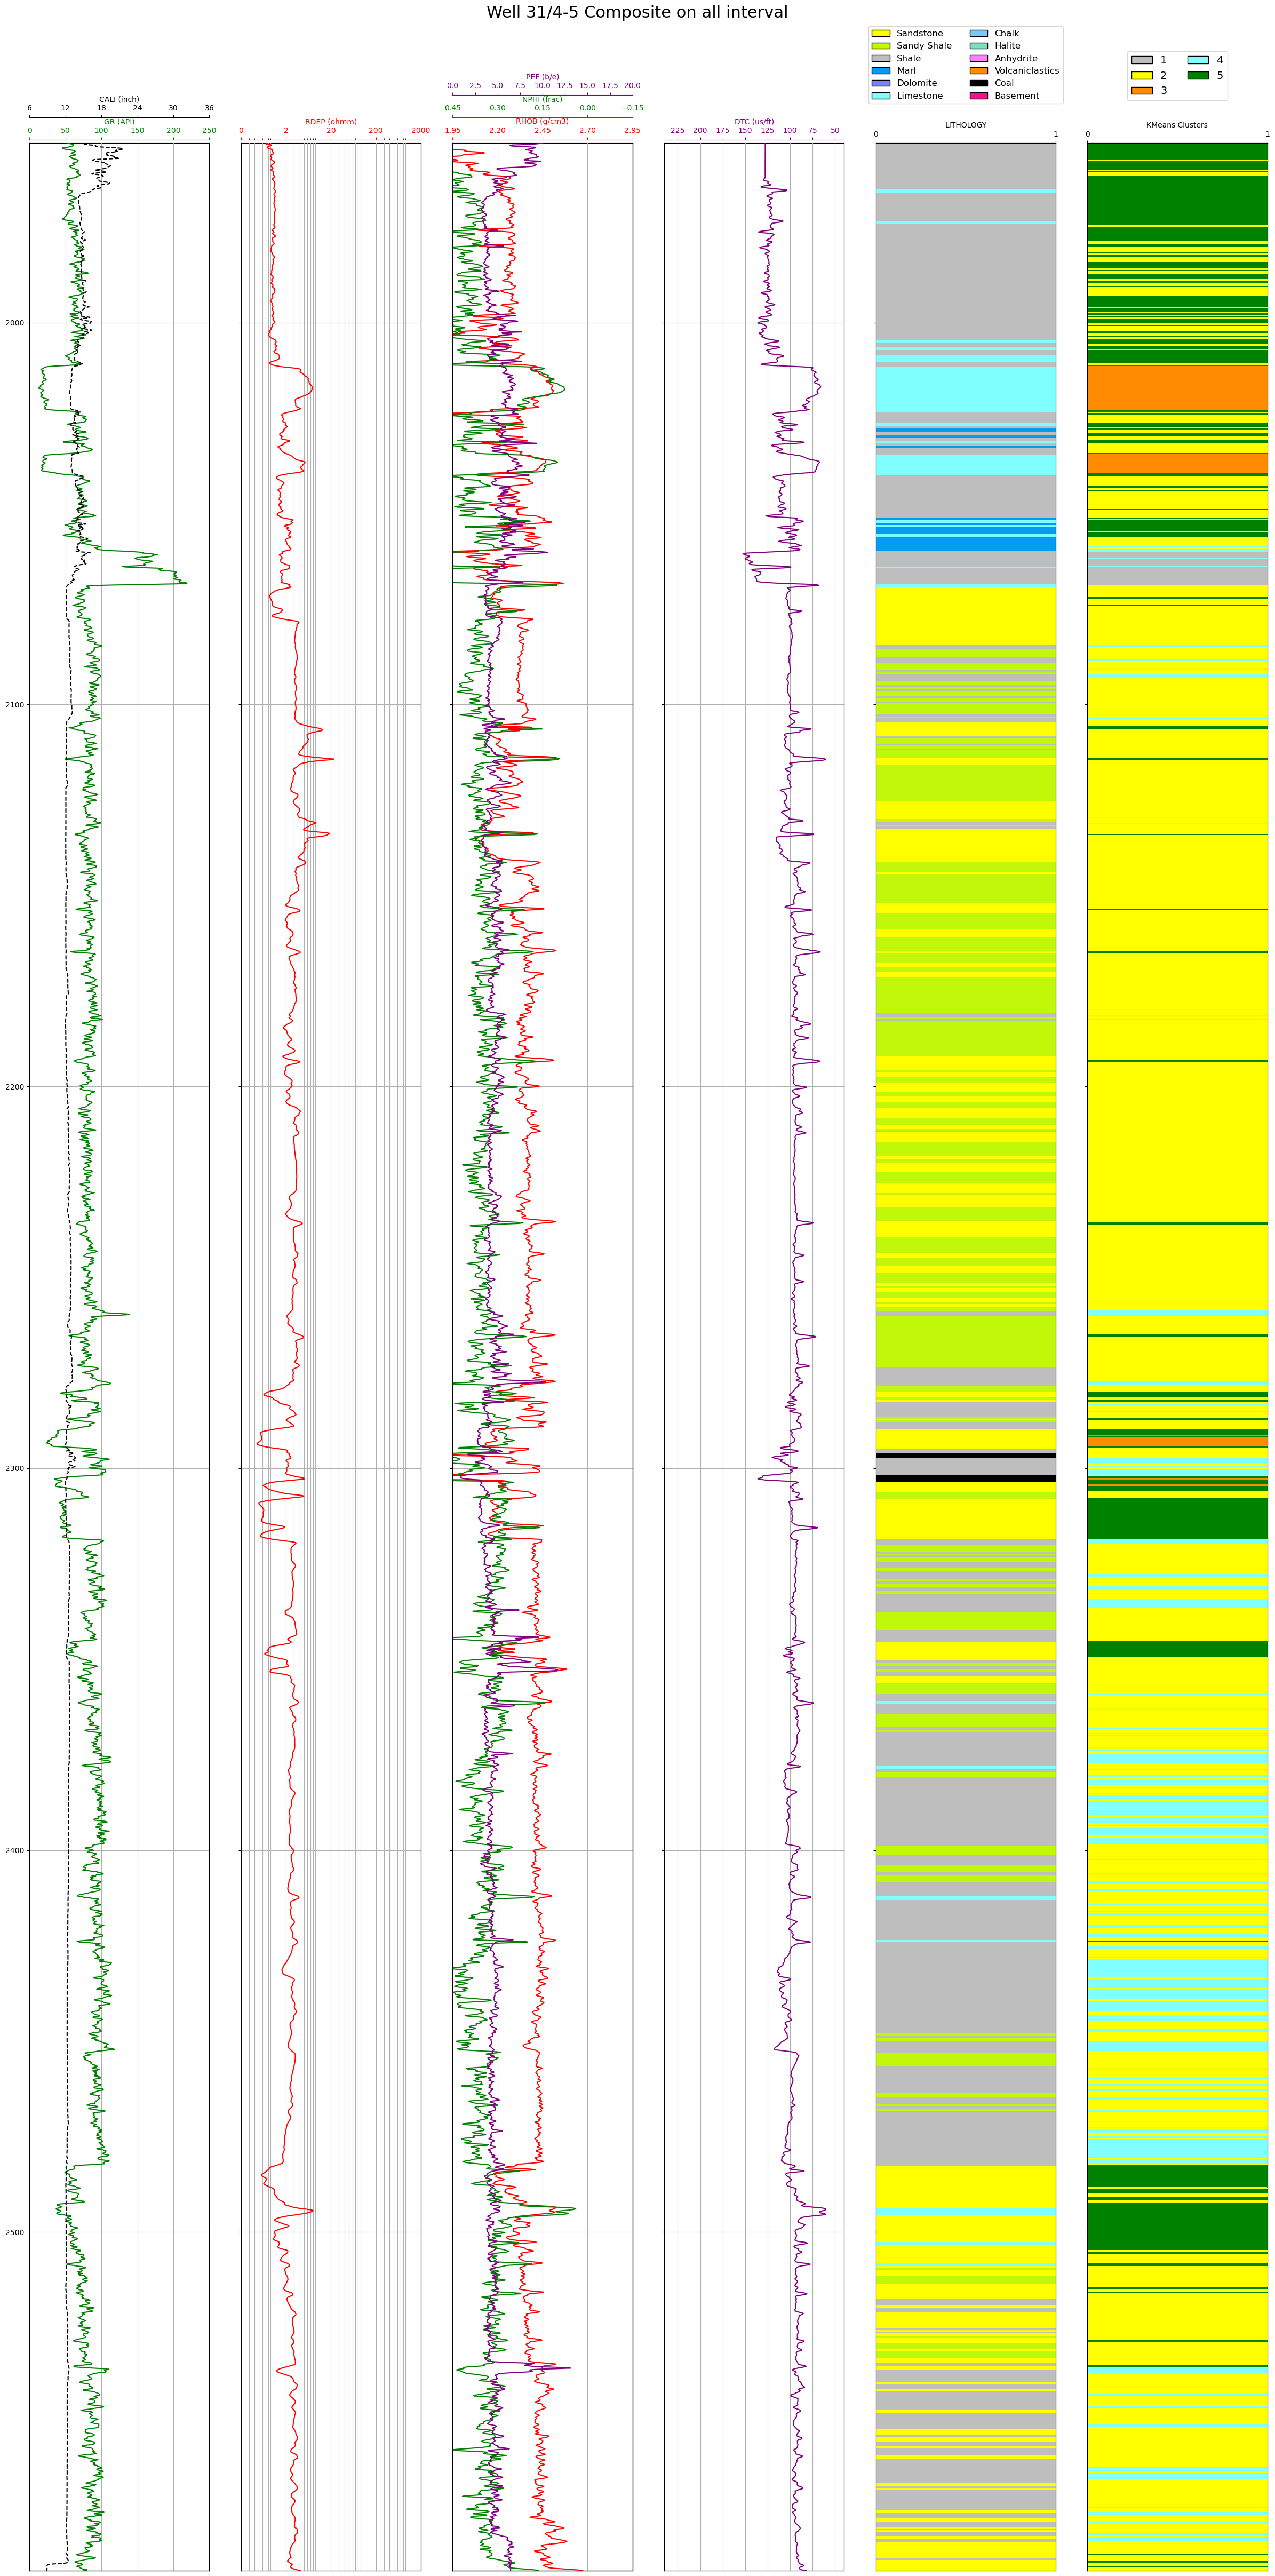 Well 31/4-5 Composite on all interval
Sandstone Chalk
Sandy Shale Halite
Shale Anhydrite
Marl Volcaniclastics
Dolomite Coal
Limestone Basement
1 4
2 5
3
PEF (b/e)
0.0 2.5 5.0 7.5 10.0 12.5 15.0 17.5 20.0
CALI (inch) NPHI (frac)
6 12 18 24 30 36 0.45 0.30 0.15 0.00 −0.15
GR (API) RDEP (ohmm) RHOB (g/cm3) DTC (us/ft) LITHOLOGY KMeans Clusters
0 50 100 150 200 250 0 2 20 200 2000 1.95 2.20 2.45 2.70 2.95 225 200 175 150 125 100 75 50 0 1 0 1
2000
2100
2200
2300
2400
2500